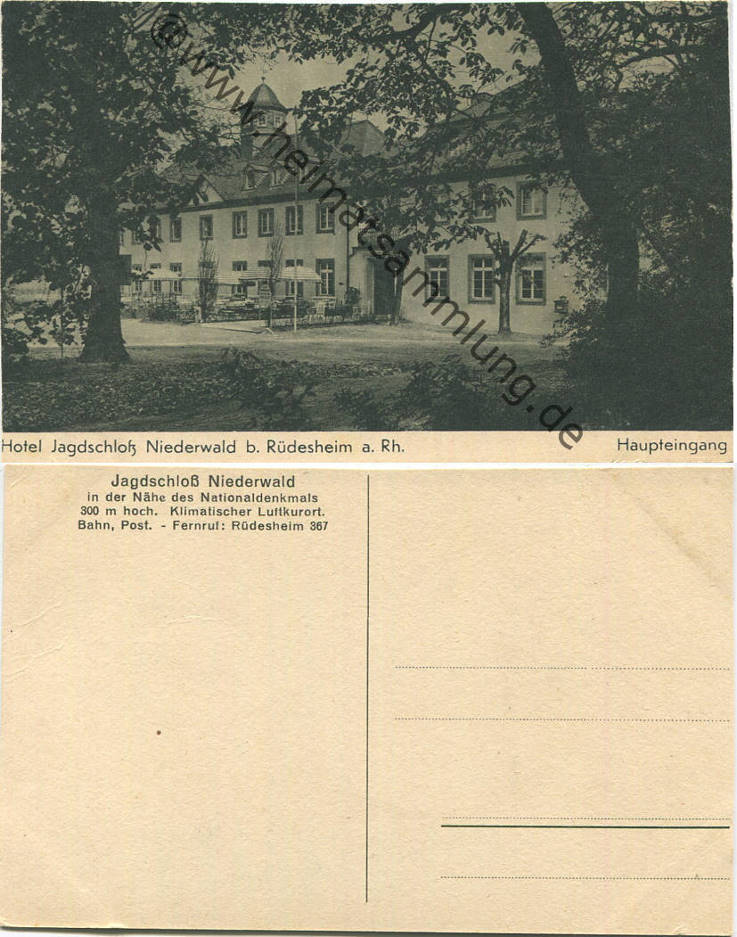 @www.heimatsammlung.de
Hotel Jagdschloß Niederwald b. Rüdesheim a. Rh. Haupteingang
Jagdschloß Niederwald
in der Nähe des Nationaldenkmals
300 m hoch. Klimatischer Luftkurort.
Bahn, Post. - Fernruf: Rüdesheim 367